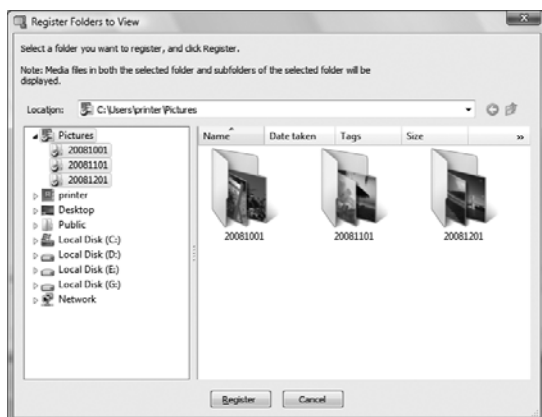 Register Folders to View
Select a folder you want to register, and click Register.
Note: Media files in both the selected folder and subfolders of the selected folder will be
displayed.
Location: C:\Users\printer\Pictures
Pictures
20081001
20081101
20081201
printer
Desktop
Public
Local Disk (C:)
Local Disk (D:)
Local Disk (E:)
Local Disk (G:)
Network
Name Date taken Tags Size »
20081001 20081101 20081201
Register Cancel